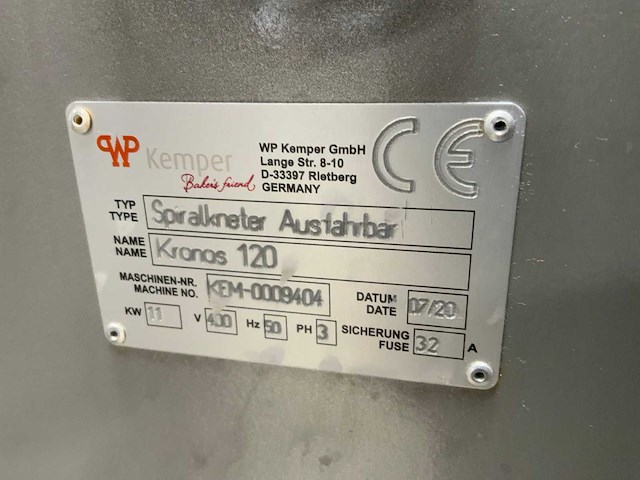 WP Kemper
Baker's friend
WP Kemper GmbH
Lange Str. 8-10
D-33397 Rietberg
GERMANY
CE
TYP
TYPE
Spiralkneter Ausfahrbar
NAME
NAME
Kronos 120
MASCHINEN-NR.
MACHINE NO.
KEM-0009404
DATUM
DATE
07/20
KW 11 V 400 Hz 50 PH 3
SICHERUNG
FUSE
32 A